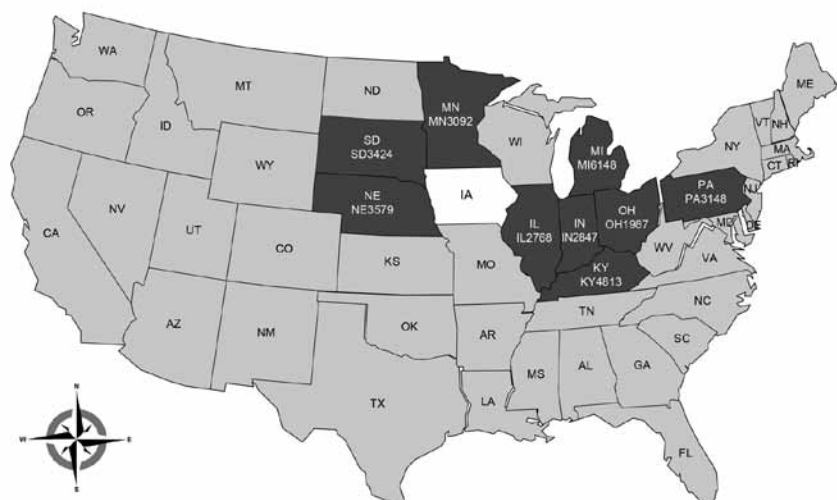 WA
MT
ND
MN
MN3092
ME
OR
ID
SD
SD3424
WI
MI
MI6148
VT
NH
NY
MA
CT
RI
WY
NE
NE3579
IA
PA
PA3148
NJ
NV
UT
CO
IL
IL2768
IN
IN2847
OH
OH1987
MD
DE
CA
KS
MO
WV
VA
KY
KY4813
AZ
NM
OK
AR
TN
NC
SC
TX
LA
MS
AL
GA
FL
N
W
E
S